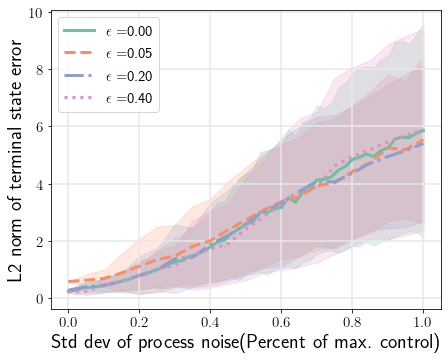 10
8
6
4
2
0
L2 norm of terminal state error
ϵ =0.00
ϵ =0.05
ϵ =0.20
ϵ =0.40
0.0 0.2 0.4 0.6 0.8 1.0
Std dev of process noise(Percent of max. control)